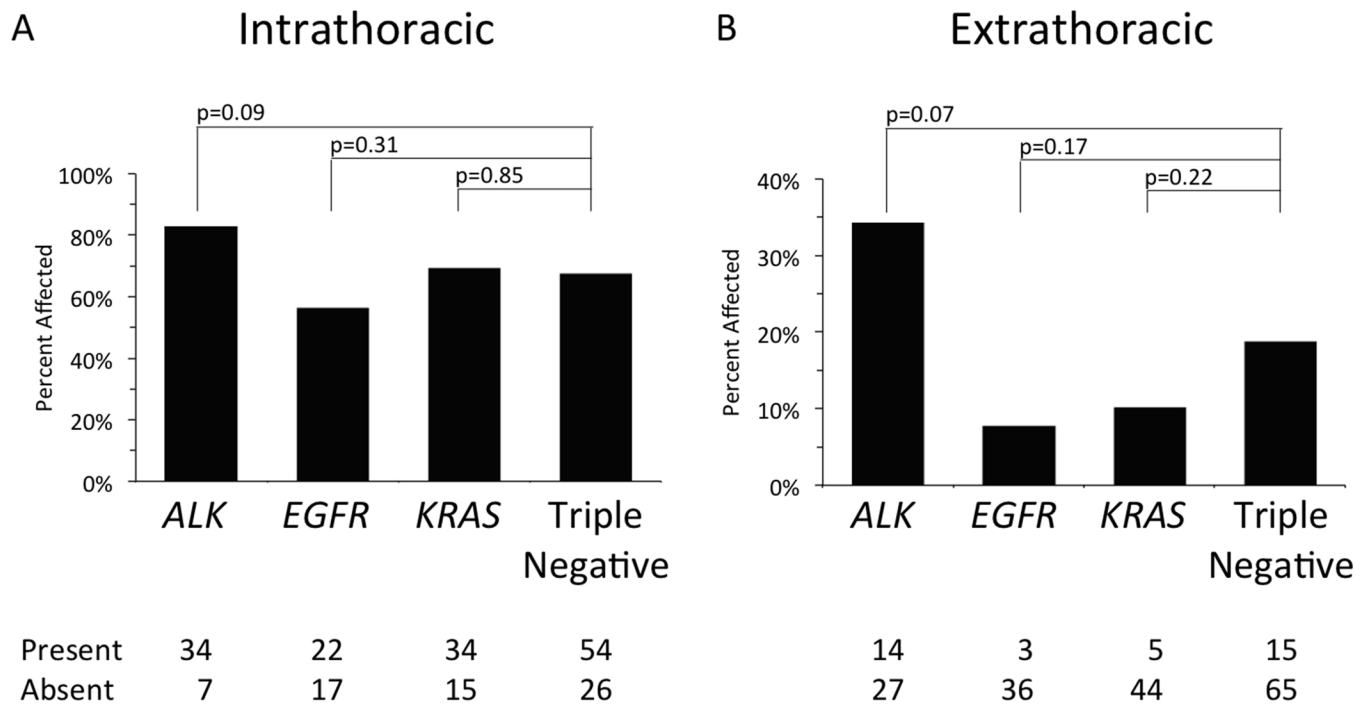 A
Intrathoracic
p=0.09
p=0.31
p=0.85
100%
80%
60%
40%
20%
0%
Percent Affected
ALK EGFR KRAS Triple
Negative
Present 34 22 34 54
Absent 7 17 15 26
B
Extrathoracic
p=0.07
p=0.17
p=0.22
40%
30%
20%
10%
0%
Percent Affected
ALK EGFR KRAS Triple
Negative
14 3 5 15
27 36 44 65